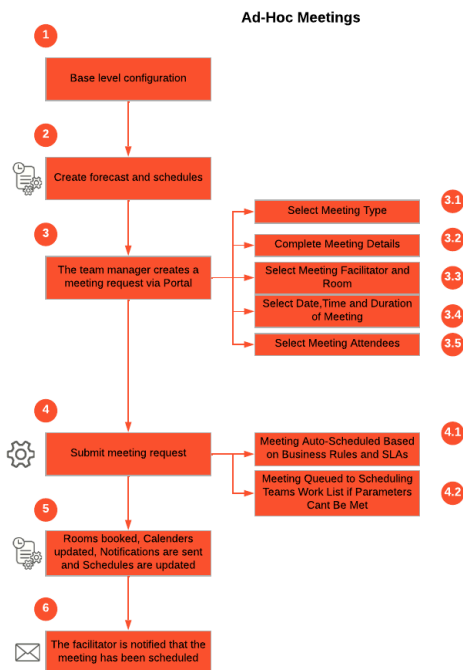 Ad-Hoc Meetings
1
Base level configuration
2
Create forecast and schedules
3
The team manager creates a
meeting request via Portal
3.1
Select Meeting Type
3.2
Complete Meeting Details
3.3
Select Meeting Facilitator and
Room
3.4
Select Date,Time and Duration
of Meeting
3.5
Select Meeting Attendees
4
Submit meeting request
4.1
Meeting Auto-Scheduled Based
on Business Rules and SLAs
4.2
Meeting Queued to Scheduling
Teams Work List if Parameters
Cant Be Met
5
Rooms booked, Calenders
updated, Notifications are sent
and Schedules are updated
6
The facilitator is notified that the
meeting has been scheduled